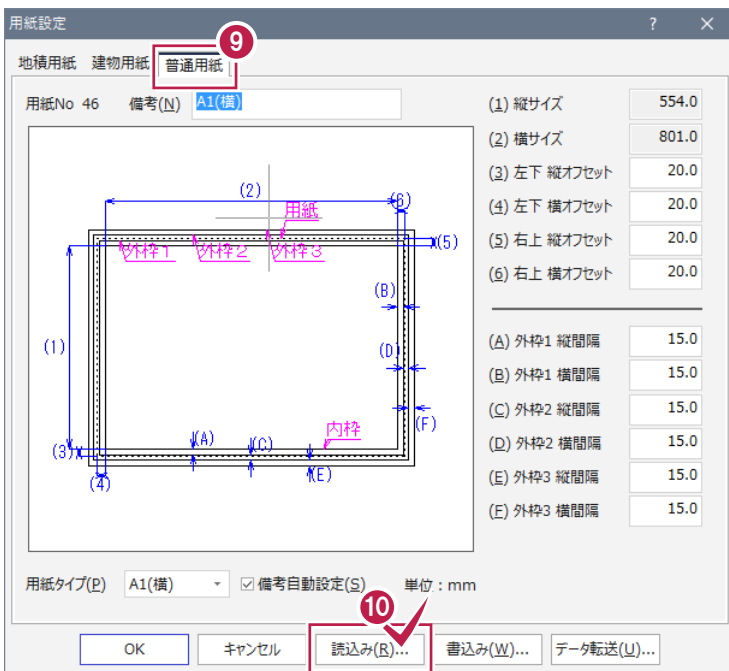 用紙設定 ? ×
9
地積用紙 建物用紙 普通用紙
用紙No 46 備考(N) A1(横)
(1) 縦サイズ 554.0
(2) 横サイズ 801.0
(3) 左下 縦オフセット 20.0
(4) 左下 横オフセット 20.0
(5) 右上 縦オフセット 20.0
(6) 右上 横オフセット 20.0
(A) 外枠1 縦間隔 15.0
(B) 外枠1 横間隔 15.0
(C) 外枠2 縦間隔 15.0
(D) 外枠2 横間隔 15.0
(E) 外枠3 縦間隔 15.0
(F) 外枠3 横間隔 15.0
(2)
(6)
用紙
外枠1 外枠2 外枠3 (5)
(B)
(1) (D)
内枠 (F)
(3) (A) (C)
(4) (E)
用紙タイプ(P) A1(横) 備考自動設定(S) 単位 : mm
10
OK キャンセル 読込み(R)... 書込み(W)... データ転送(U)...